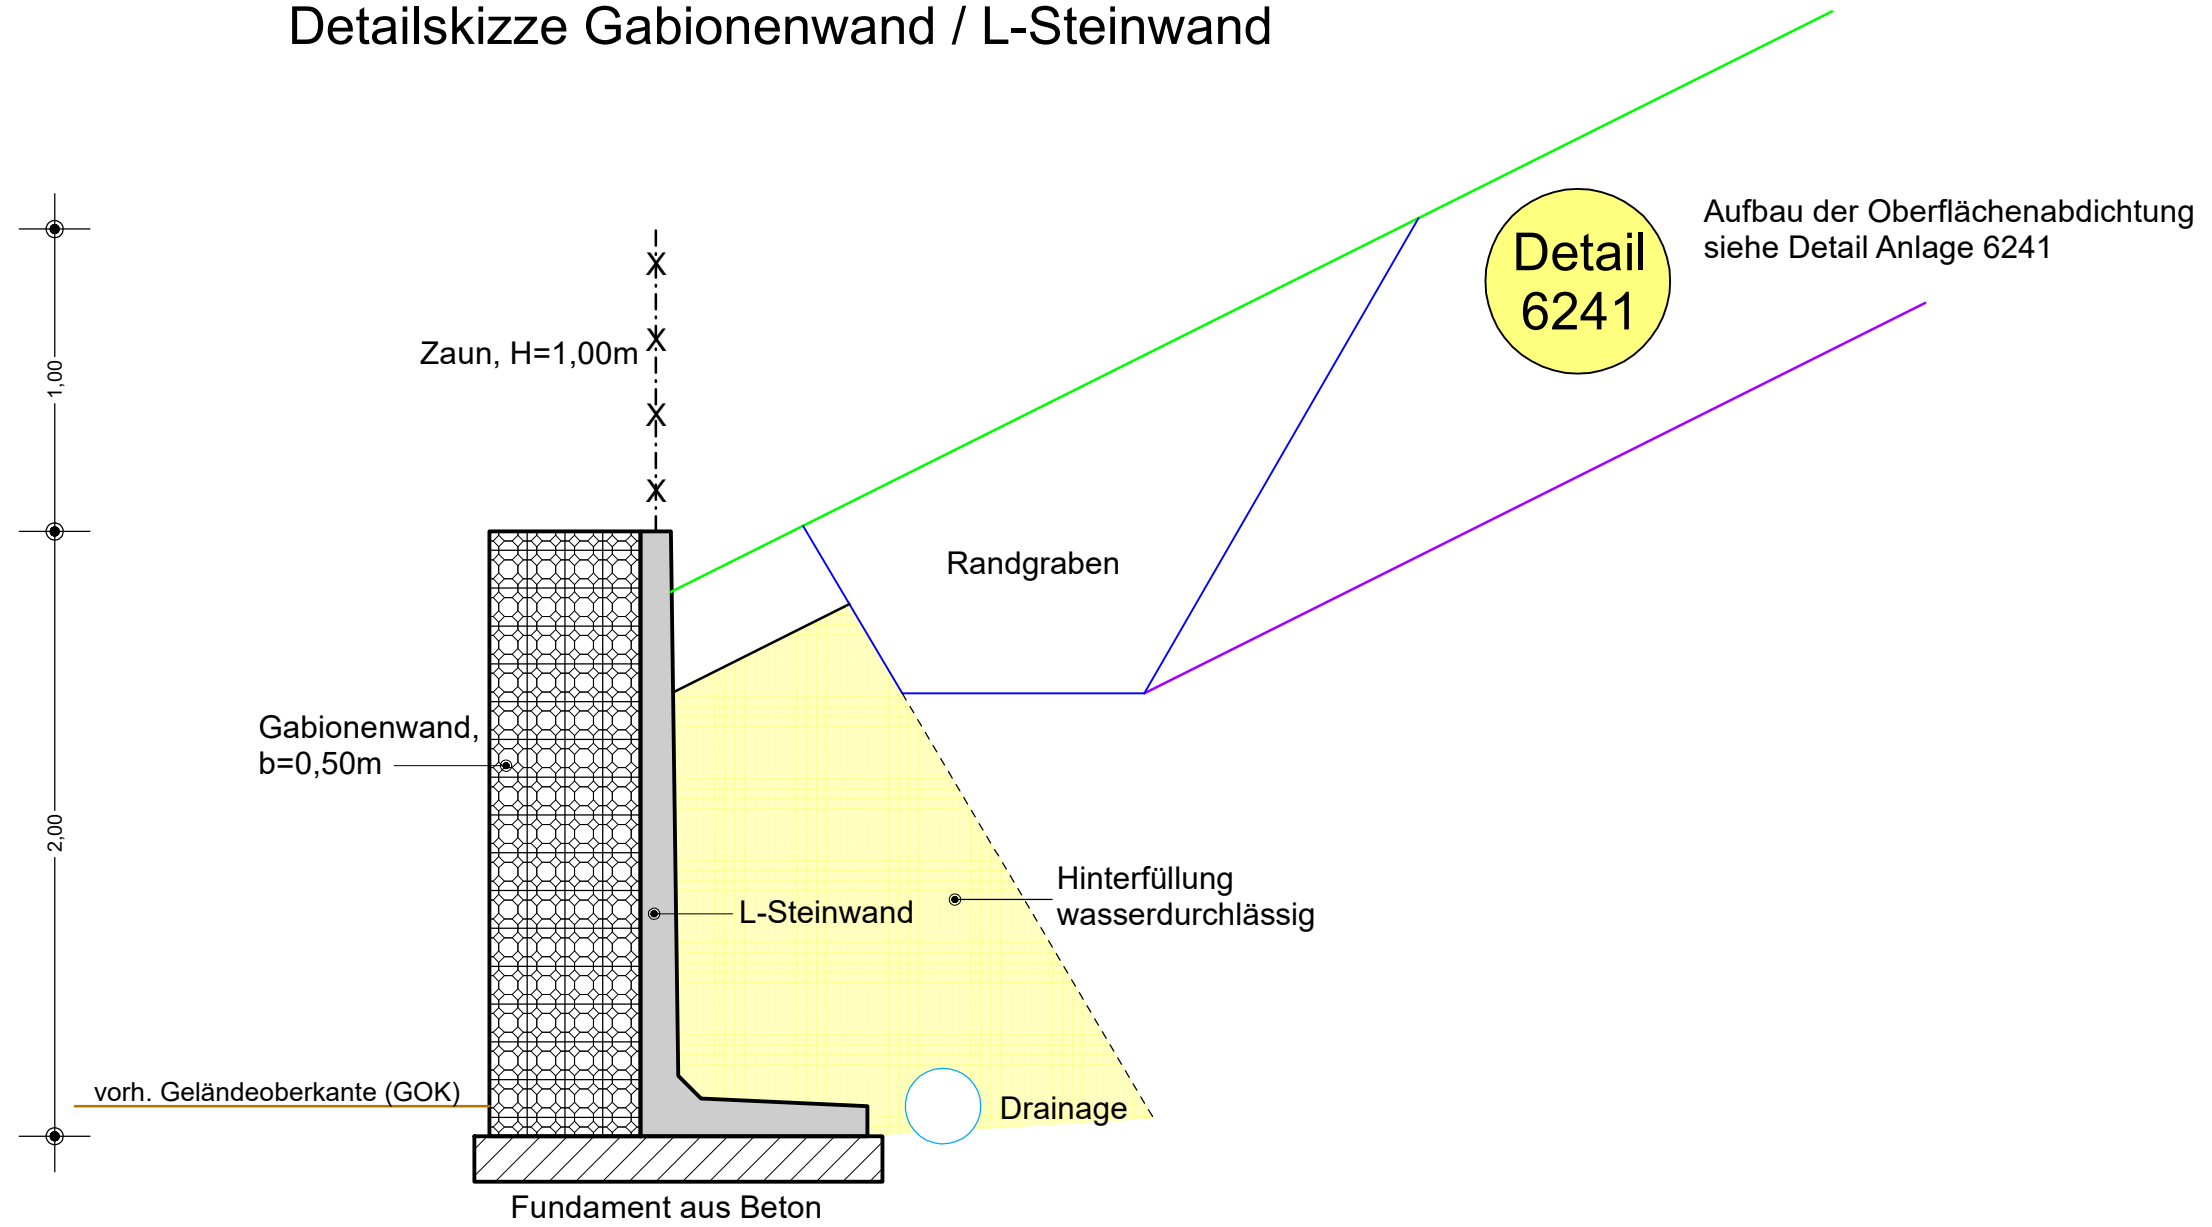 Detailskizze Gabionenwand / L-Steinwand
Aufbau der Oberflächenabdichtung
siehe Detail Anlage 6241
Detail
6241
1,00
Zaun, H=1,00m
X
X
X
X
Randgraben
Gabionenwand,
b=0,50m
2,00
L-Steinwand
Hinterfüllung
wasserdurchlässig
vorh. Geländeoberkante (GOK)
Drainage
Fundament aus Beton